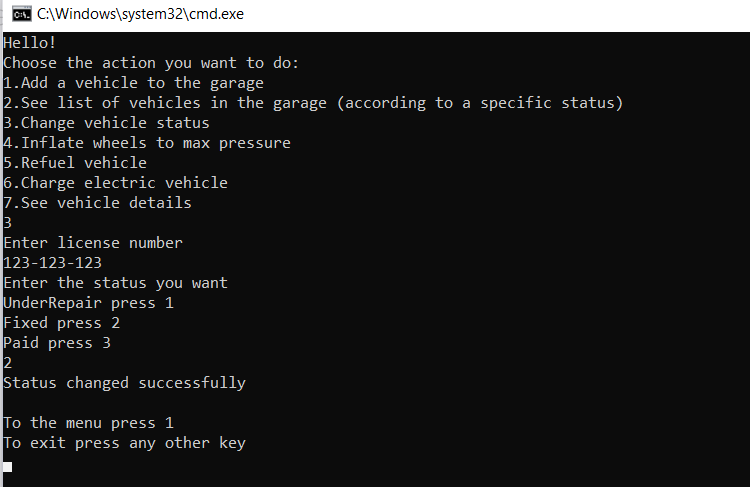 C:\Windows\system32\cmd.exe
Hello!
Choose the action you want to do:
1.Add a vehicle to the garage
2.See list of vehicles in the garage (according to a specific status)
3.Change vehicle status
4.Inflate wheels to max pressure
5.Refuel vehicle
6.Charge electric vehicle
7.See vehicle details
3
Enter license number
123-123-123
Enter the status you want
UnderRepair press 1
Fixed press 2
Paid press 3
2
Status changed successfully
To the menu press 1
To exit press any other key